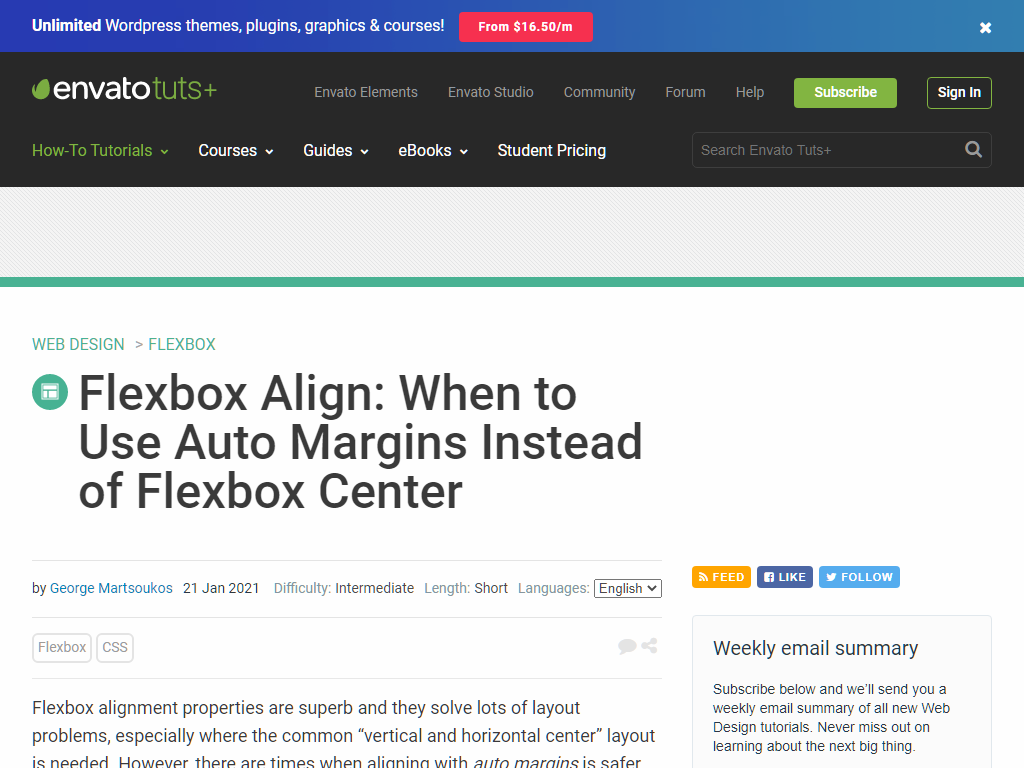 Unlimited Wordpress themes, plugins, graphics & courses! From $16.50/m
envato tuts+ Envato Elements Envato Studio Community Forum Help Subscribe Sign In
How-To Tutorials Courses Guides eBooks Student Pricing Search Envato Tuts+
WEB DESIGN > FLEXBOX
Flexbox Align: When to
Use Auto Margins Instead
of Flexbox Center
by George Martsoukos 21 Jan 2021 Difficulty: Intermediate Length: Short Languages: English
FEED LIKE FOLLOW
Flexbox CSS
Flexbox alignment properties are superb and they solve lots of layout
problems, especially where the common “vertical and horizontal center” layout
is needed. However, there are times when aligning with auto margins is safer.
Weekly email summary
Subscribe below and we’ll send you a
weekly email summary of all new Web
Design tutorials. Never miss out on
learning about the next big thing.